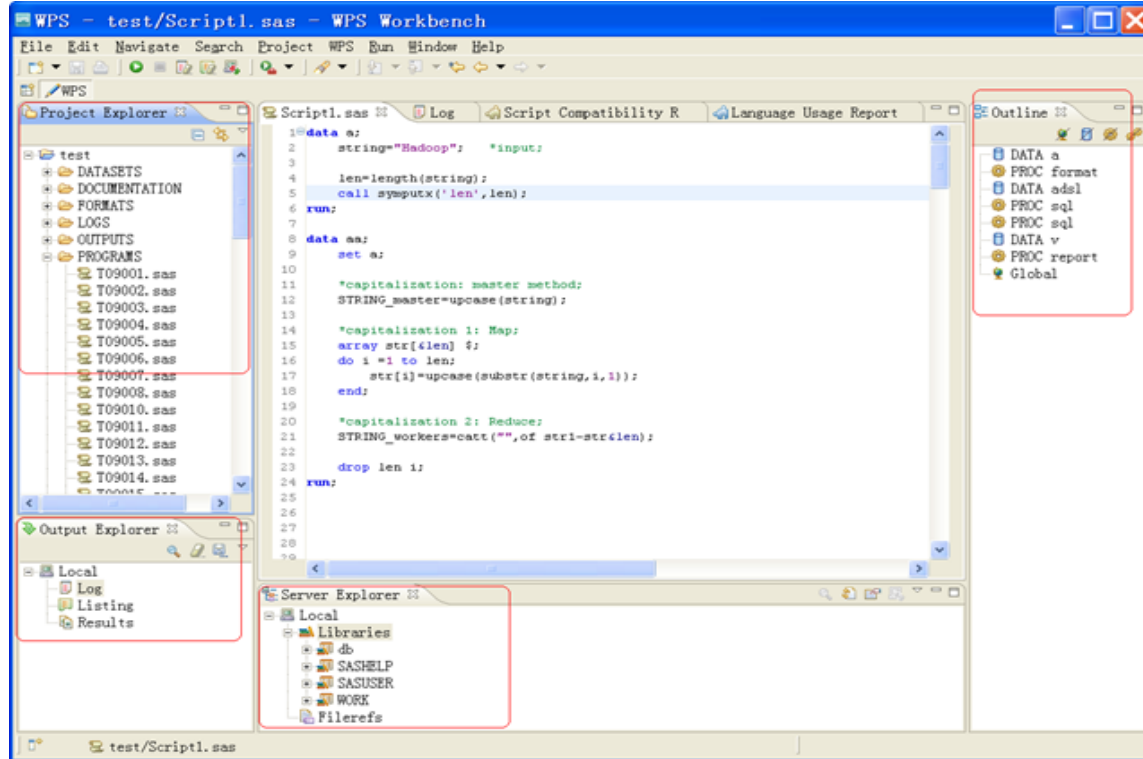 WPS - test/Script1.sas - WPS Workbench
File Edit Navigate Search Project WPS Run Window Help
WPS
Project Explorer
test
DATASETS
DOCUMENTATION
FORMATS
LOGS
OUTPUTS
PROGRAMS
T09001.sas
T09002.sas
T09003.sas
T09004.sas
T09005.sas
T09006.sas
T09007.sas
T09008.sas
T09010.sas
T09011.sas
T09012.sas
T09013.sas
T09014.sas
T09015.sas
Output Explorer
Local
Log
Listing
Results
Script1.sas Log Script Compatibility R Language Usage Report
1 data a;
2 string="Hadoop"; *input;
3
4 len=length(string);
5 call symputx('len',len);
6 run;
7
8 data aa;
9 set a;
10
11 *capitalization: master method;
12 STRING_master=upcase(string);
13
14 *capitalization 1: Map;
15 array str[&len] $;
16 do i =1 to len;
17 str[i]=upcase(substr(string,i,1));
18 end;
19
20 *capitalization 2: Reduce;
21 STRING_workers=catt("",of str1-str&len);
22
23 drop len i;
24 run;
25
26
27
28
29
Server Explorer
Local
Libraries
db
SASHELP
SASUSER
WORK
Filerefs
Outline
DATA a
PROC format
DATA adsl
PROC sql
PROC sql
DATA v
PROC report
Global
test/Script1.sas